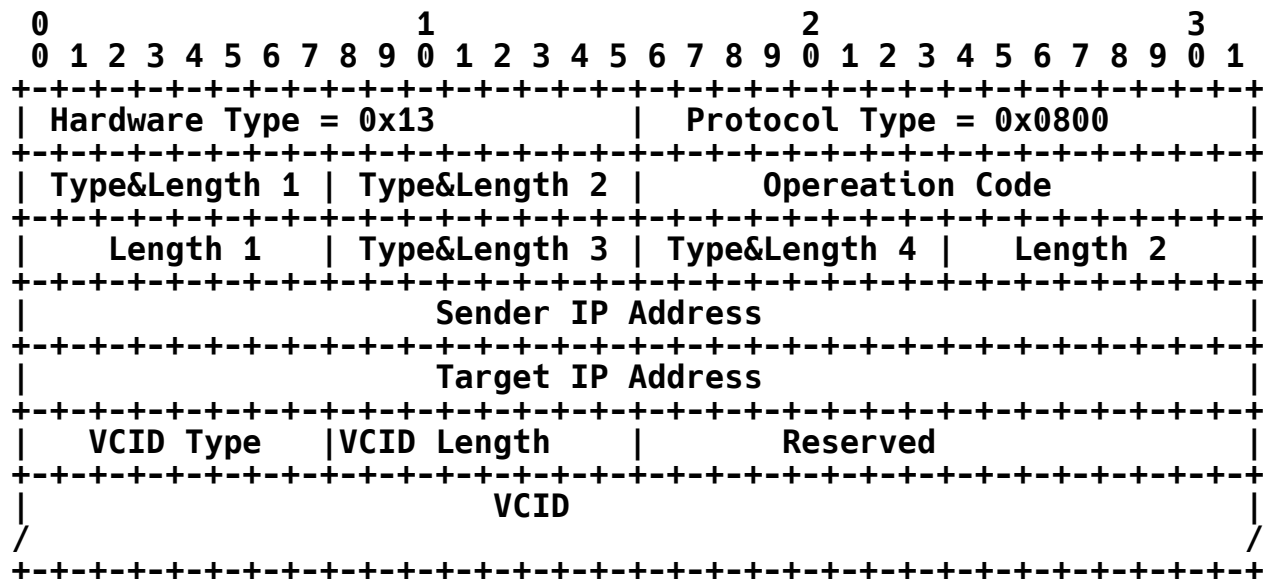 0                   1                   2                   3
 0 1 2 3 4 5 6 7 8 9 0 1 2 3 4 5 6 7 8 9 0 1 2 3 4 5 6 7 8 9 0 1
+-+-+-+-+-+-+-+-+-+-+-+-+-+-+-+-+-+-+-+-+-+-+-+-+-+-+-+-+-+-+-+-+
| Hardware Type = 0x13          |  Protocol Type = 0x0800       |
+-+-+-+-+-+-+-+-+-+-+-+-+-+-+-+-+-+-+-+-+-+-+-+-+-+-+-+-+-+-+-+-+
| Type&Length 1 | Type&Length 2 |      Opereation Code          |
+-+-+-+-+-+-+-+-+-+-+-+-+-+-+-+-+-+-+-+-+-+-+-+-+-+-+-+-+-+-+-+-+
|    Length 1   | Type&Length 3 | Type&Length 4 |   Length 2    |
+-+-+-+-+-+-+-+-+-+-+-+-+-+-+-+-+-+-+-+-+-+-+-+-+-+-+-+-+-+-+-+-+
|                     Sender IP Address                         |
+-+-+-+-+-+-+-+-+-+-+-+-+-+-+-+-+-+-+-+-+-+-+-+-+-+-+-+-+-+-+-+-+
|                     Target IP Address                         |
+-+-+-+-+-+-+-+-+-+-+-+-+-+-+-+-+-+-+-+-+-+-+-+-+-+-+-+-+-+-+-+-+
|   VCID Type   |VCID Length    |       Reserved                |
+-+-+-+-+-+-+-+-+-+-+-+-+-+-+-+-+-+-+-+-+-+-+-+-+-+-+-+-+-+-+-+-+
|                        VCID                                   |
/                                                               /
+-+-+-+-+-+-+-+-+-+-+-+-+-+-+-+-+-+-+-+-+-+-+-+-+-+-+-+-+-+-+-+-+